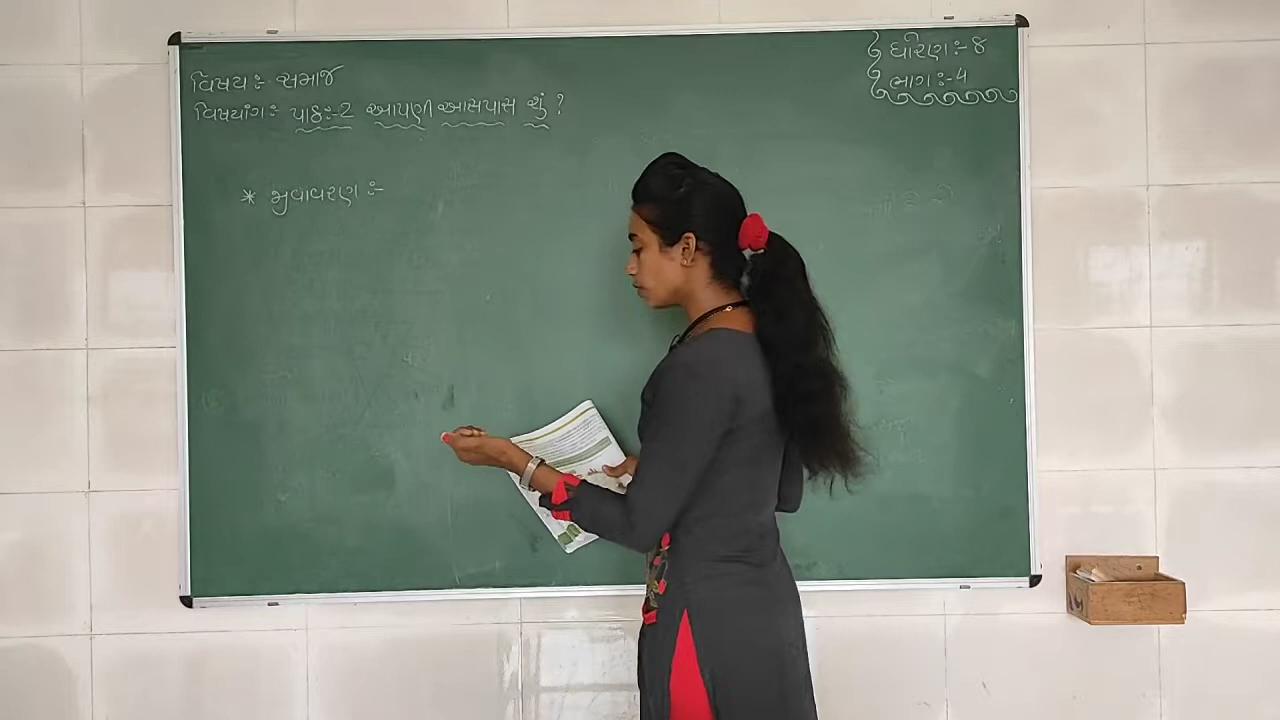 વિષય:- સમાજ
વિષયાંગ: પાઠ:-2 આપણી આસપાસ શું ?
ધોરણ:- 8
ભાગ:-4
* મૃદાવરણ :-